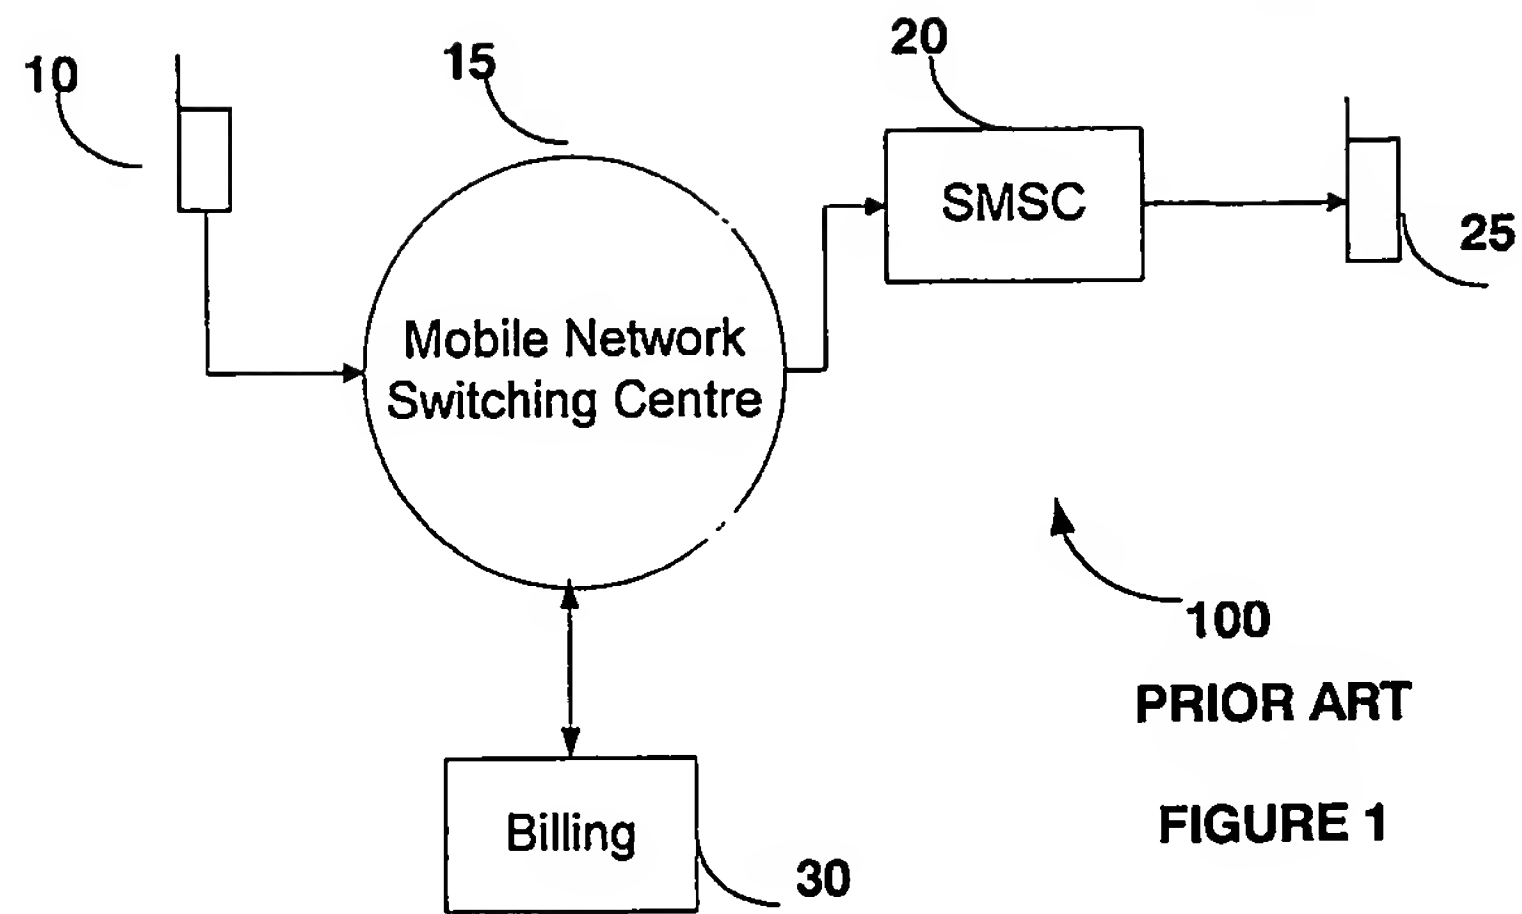 10
15
20
SMSC
25
Mobile Network
Switching Centre
100
PRIOR ART
FIGURE 1
Billing
30